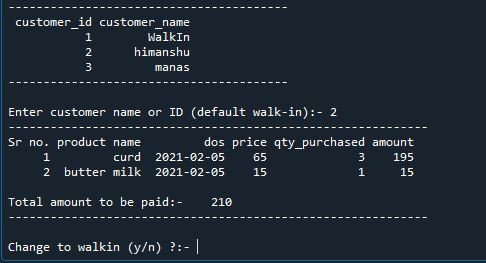 ----------------------------------------
customer_id customer_name
1 WalkIn
2 himanshu
3 manas
----------------------------------------
Enter customer name or ID (default walk-in):- 2
------------------------------------------------------------
Sr no. product name dos price qty_purchased amount
1 curd 2021-02-05 65 3 195
2 butter milk 2021-02-05 15 1 15
Total amount to be paid:- 210
------------------------------------------------------------
Change to walkin (y/n) ?:-